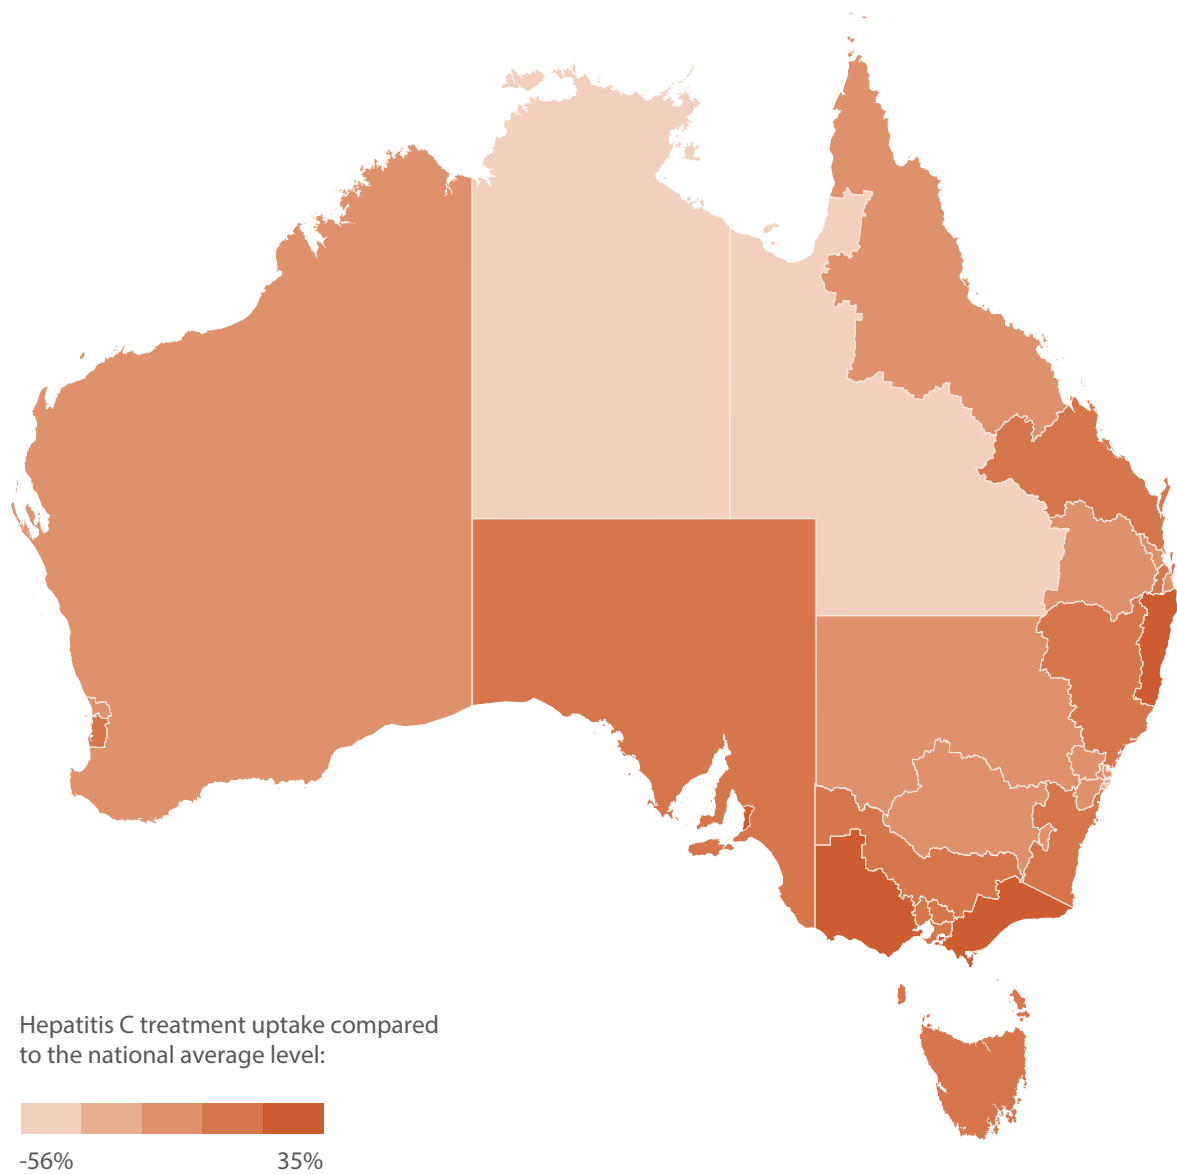 Hepatitis C treatment uptake compared
to the national average level:
-56% 35%